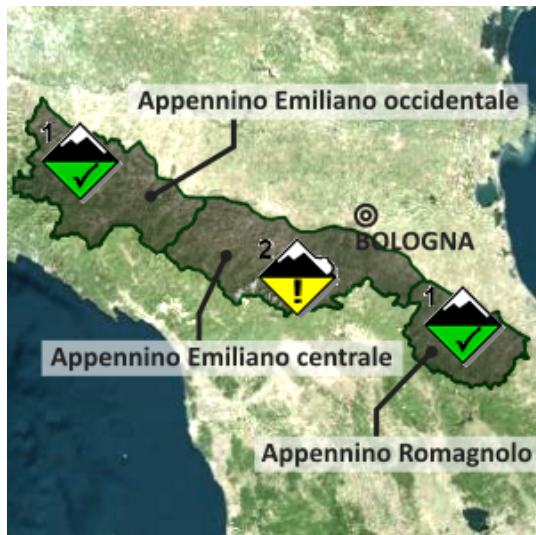 Appennino Emiliano occidentale
1
BOLOGNA
2
!
1
Appennino Emiliano centrale
Appennino Romagnolo